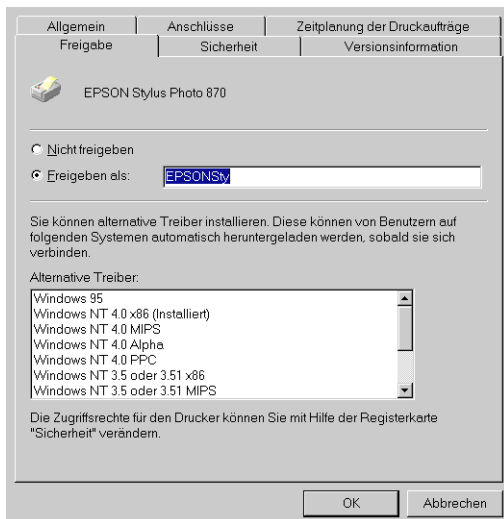 Allgemein
Anschlüsse
Zeitplanung der Druckaufträge
Freigabe
Sicherheit
Versionsinformation
EPSON Stylus Photo 870
Nicht freigeben
Freigeben als:
EPSONSty
Sie können alternative Treiber installieren. Diese können von Benutzern auf
folgenden Systemen automatisch heruntergeladen werden, sobald sie sich
verbinden.
Alternative Treiber:
Windows 95
Windows NT 4.0 x86 (Installiert)
Windows NT 4.0 MIPS
Windows NT 4.0 Alpha
Windows NT 4.0 PPC
Windows NT 3.5 oder 3.51 x86
Windows NT 3.5 oder 3.51 MIPS
Die Zugriffsrechte für den Drucker können Sie mit Hilfe der Registerkarte
"Sicherheit" verändern.
OK
Abbrechen